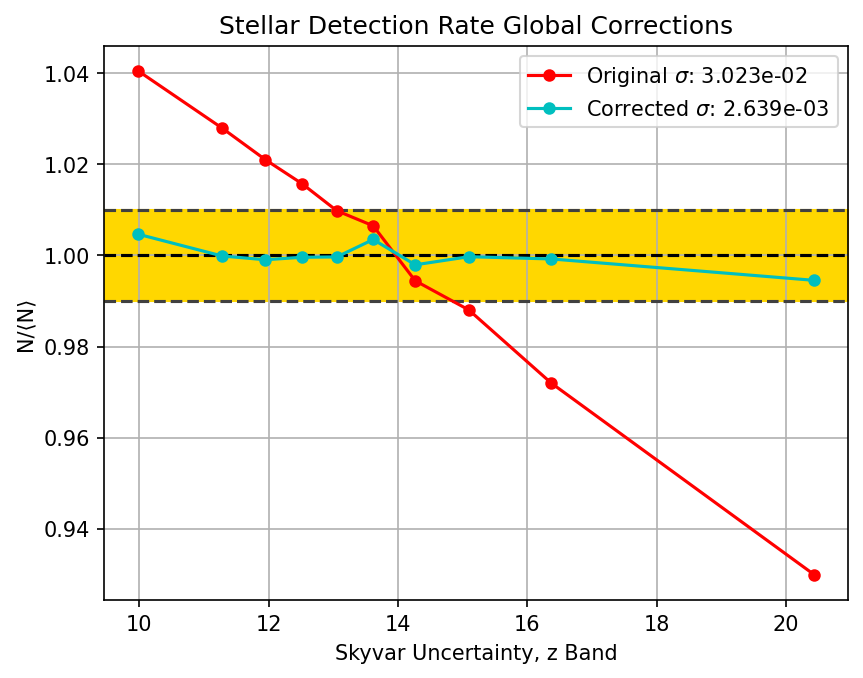 Stellar Detection Rate Global Corrections
Original σ: 3.023e-02
Corrected σ: 2.639e-03
1.04
1.02
1.00
0.98
0.96
0.94
N/⟨N⟩
10 12 14 16 18 20
Skyvar Uncertainty, z Band